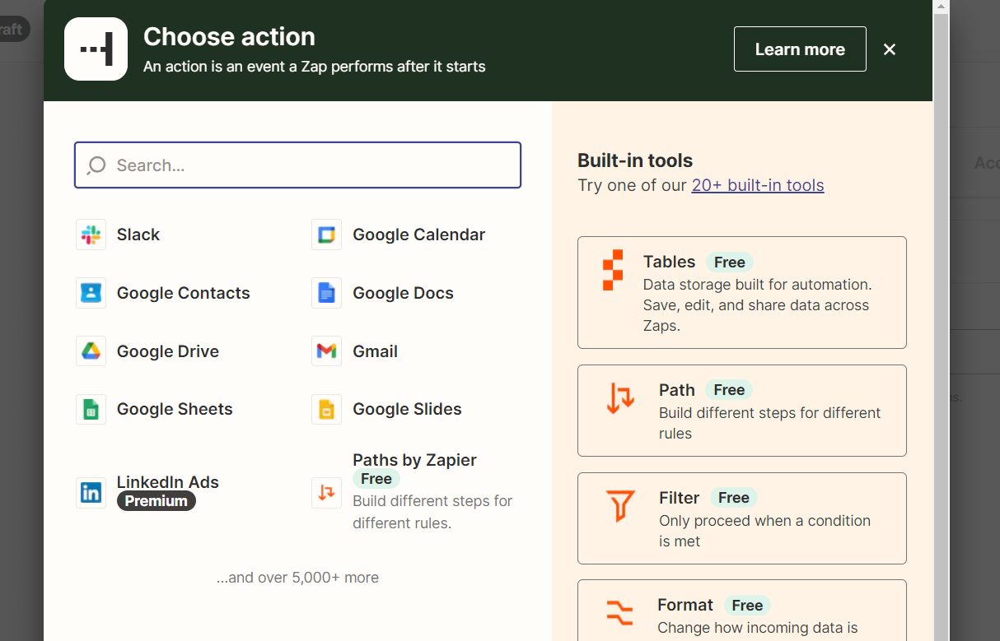 raft
Choose action
An action is an event a Zap performs after it starts
Learn more
Search...
Slack
Google Calendar
Google Contacts
Google Docs
Google Drive
Gmail
Google Sheets
Google Slides
LinkedIn Ads
Premium
Paths by Zapier
Free
Build different steps for
different rules.
...and over 5,000+ more
Built-in tools
Try one of our 20+ built-in tools
Tables Free
Data storage built for automation.
Save, edit, and share data across
Zaps.
Path Free
Build different steps for different
rules
Filter Free
Only proceed when a condition
is met
Format Free
Change how incoming data is
Acc
ns.